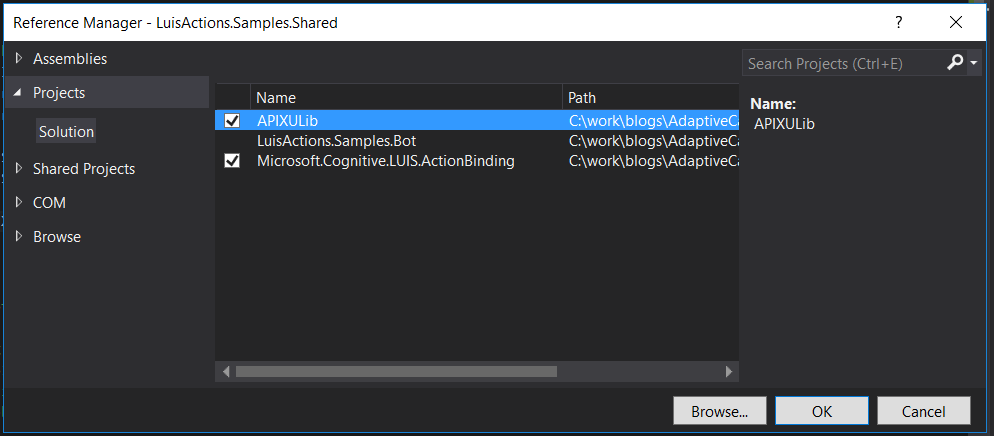 Reference Manager - LuisActions.Samples.Shared
?
Assemblies
Projects
Solution
Shared Projects
COM
Browse
Name Path
APIXULib C:\work\blogs\AdaptiveCa
LuisActions.Samples.Bot C:\work\blogs\AdaptiveCa
Microsoft.Cognitive.LUIS.ActionBinding C:\work\blogs\AdaptiveCa
Search Projects (Ctrl+E)
Name:
APIXULib
Browse... OK Cancel